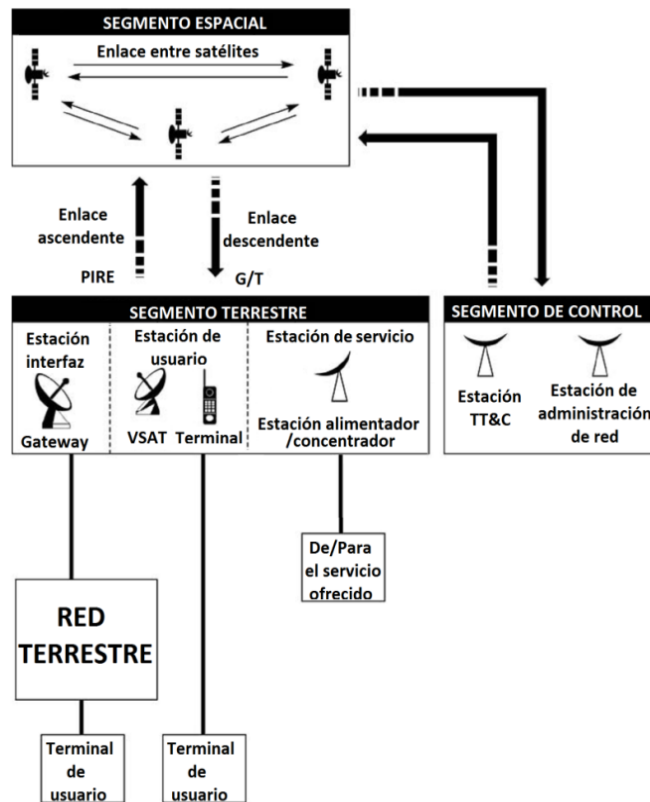 SEGMENTO ESPACIAL
Enlace entre satélites
Enlace
ascendente
PIRE
Enlace
descendente
G/T
SEGMENTO TERRESTRE
Estación
interfaz
Gateway
Estación de
usuario
VSAT Terminal
Estación de servicio
Estación alimentador
/concentrador
SEGMENTO DE CONTROL
Estación
TT&C
Estación de
administración
de red
De/Para
el servicio
ofrecido
RED
TERRESTRE
Terminal
de
usuario
Terminal
de
usuario